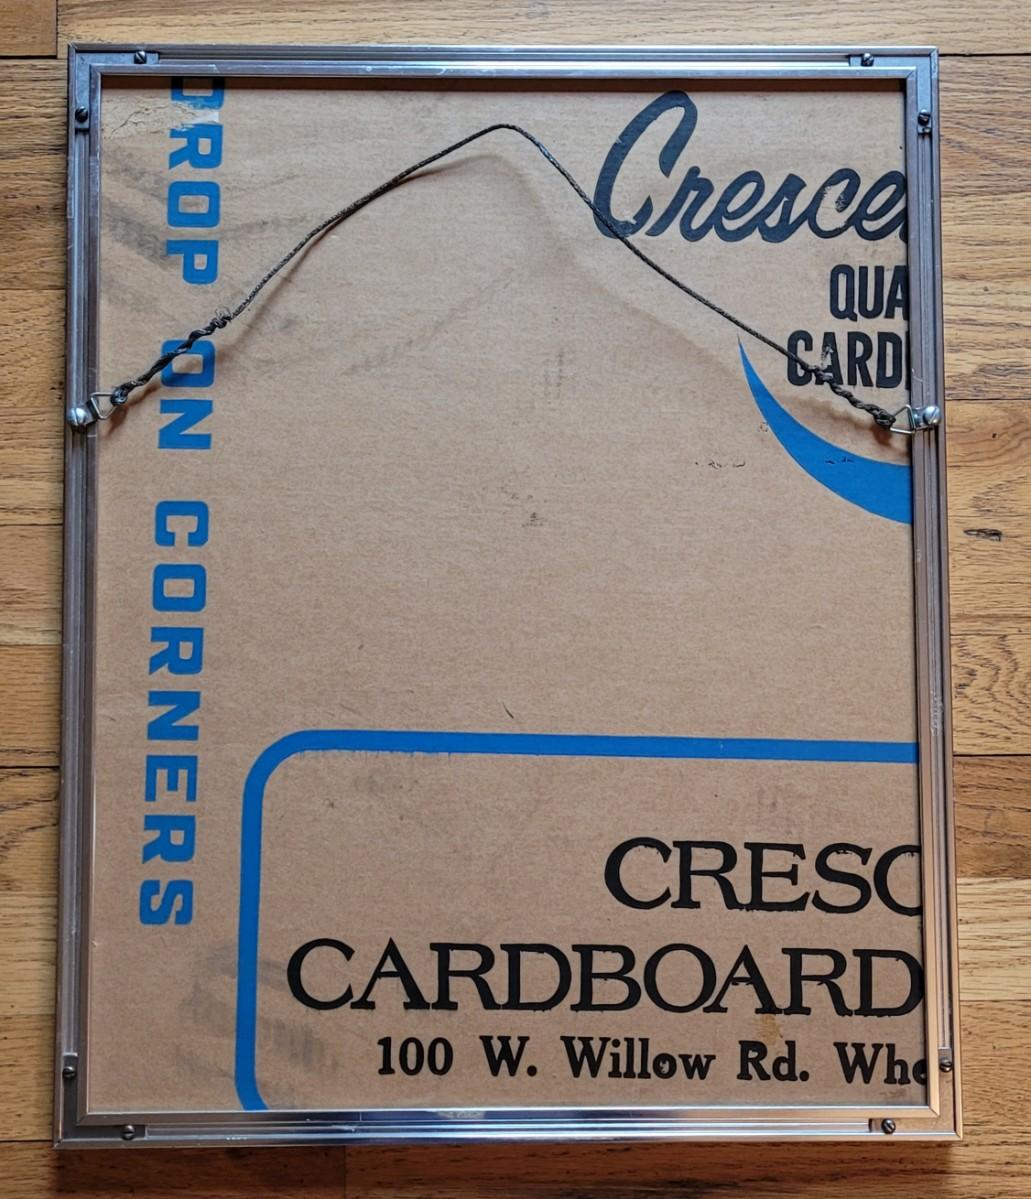 DROP ON CORNERS
Cresce
QUA
CARD
CRESC
CARDBOARD
100 W. Willow Rd. Whe